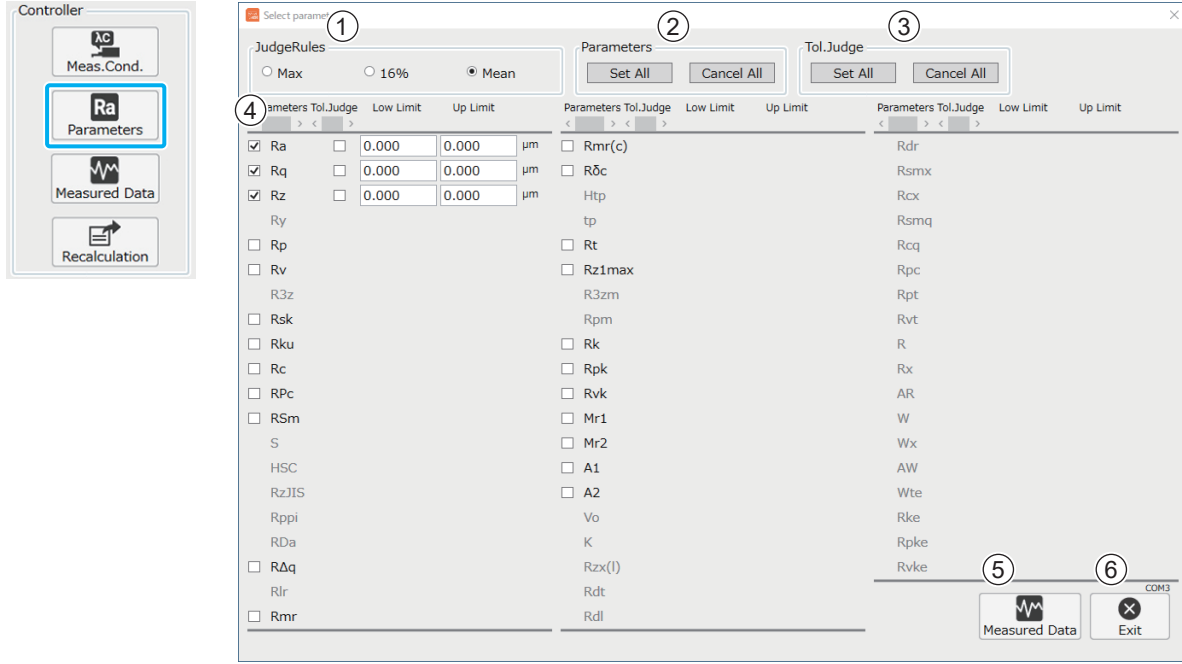 Controller
λC
Meas.Cond.
Ra
Parameters
Measured Data
Recalculation
Select parame
1
2
3
JudgeRules
Max
16%
Mean
Parameters
Set All
Cancel All
Tol.Judge
Set All
Cancel All
4
ameters Tol.Judge Low Limit Up Limit
Parameters Tol.Judge Low Limit Up Limit
Parameters Tol.Judge Low Limit Up Limit
Ra 0.000 0.000 µm
Rq 0.000 0.000 µm
Rz 0.000 0.000 µm
Ry
Rp
Rv
R3z
Rsk
Rku
Rc
RPc
RSm
S
HSC
RzJIS
Rppi
RDa
RΔq
Rlr
Rmr
Rmr(c)
Rδc
Htp
tp
Rt
Rz1max
R3zm
Rpm
Rk
Rpk
Rvk
Mr1
Mr2
A1
A2
Vo
K
Rzx(l)
Rdt
Rdl
Rdr
Rsmx
Rcx
Rsmq
Rcq
Rpc
Rpt
Rvt
R
Rx
AR
W
Wx
AW
Wte
Rke
Rpke
Rvke
5
6
COM3
Measured Data
Exit